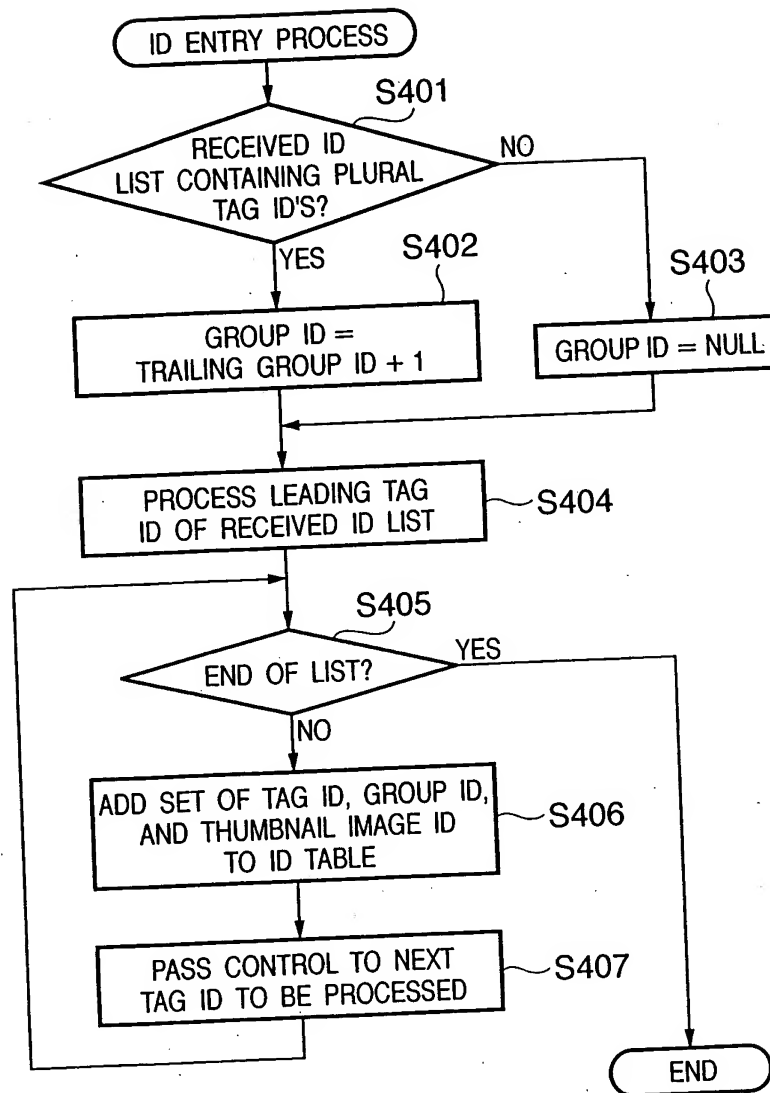 ID ENTRY PROCESS
S401
RECEIVED ID
LIST CONTAINING PLURAL
TAG ID'S?
NO
YES
S402
S403
GROUP ID =
TRAILING GROUP ID + 1
GROUP ID = NULL
PROCESS LEADING TAG
ID OF RECEIVED ID LIST
S404
S405
END OF LIST?
YES
NO
ADD SET OF TAG ID, GROUP ID,
AND THUMBNAIL IMAGE ID
TO ID TABLE
S406
PASS CONTROL TO NEXT
TAG ID TO BE PROCESSED
S407
END